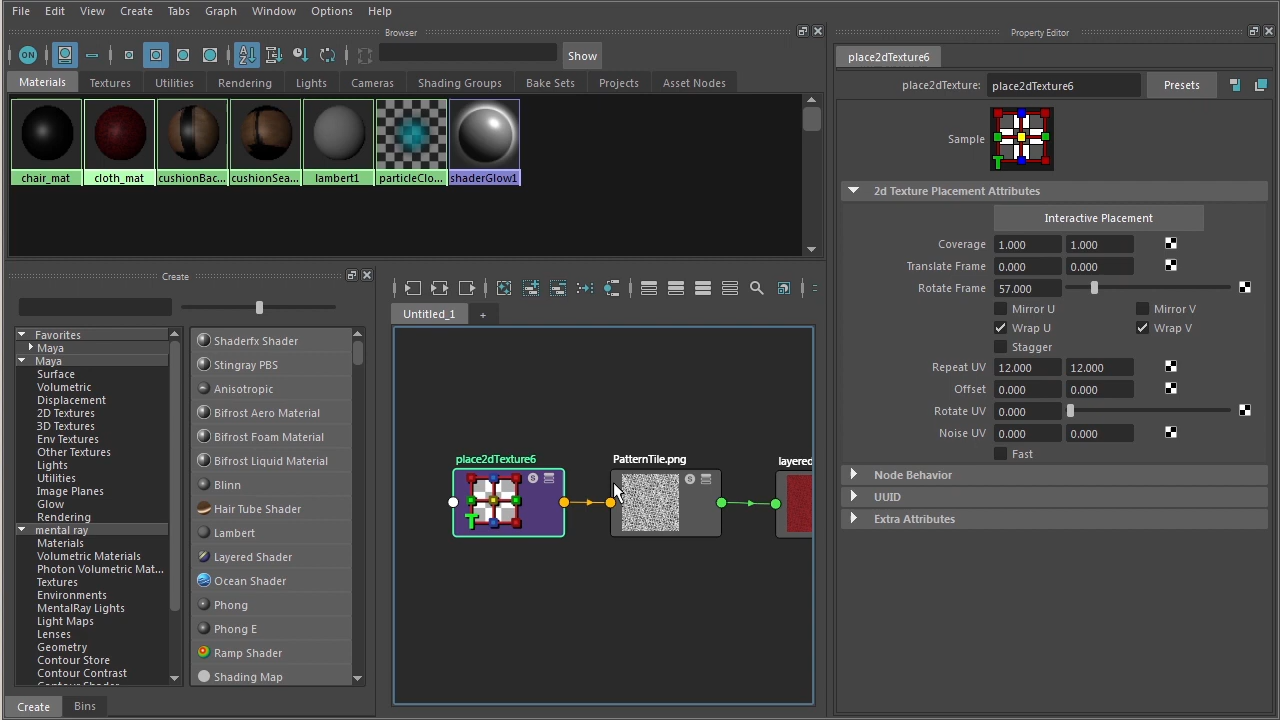 File Edit View Create Tabs Graph Window Options Help
Browser
ON
Show
Materials Textures Utilities Rendering Lights Cameras Shading Groups Bake Sets Projects Asset Nodes
chair_mat cloth_mat cushionBac... cushionSea... lambert1 particleClo... shaderGlow1
Create
Favorites
Maya
Maya
Surface
Volumetric
Displacement
2D Textures
3D Textures
Env Textures
Other Textures
Lights
Utilities
Image Planes
Glow
Rendering
mental ray
Materials
Volumetric Materials
Photon Volumetric Mat...
Textures
Environments
MentalRay Lights
Light Maps
Lenses
Geometry
Contour Store
Contour Contrast
Shaderfx Shader
Stingray PBS
Anisotropic
Bifrost Aero Material
Bifrost Foam Material
Bifrost Liquid Material
Blinn
Hair Tube Shader
Lambert
Layered Shader
Ocean Shader
Phong
Phong E
Ramp Shader
Shading Map
Create Bins
Untitled_1 +
place2dTexture6 PatternTile.png layered
T
S
S
Property Editor
place2dTexture6
place2dTexture: place2dTexture6 Presets
Sample
T
2d Texture Placement Attributes
Interactive Placement
Coverage 1.000 1.000
Translate Frame 0.000 0.000
Rotate Frame 57.000
Mirror U Mirror V
Wrap U Wrap V
Stagger
Repeat UV 12.000 12.000
Offset 0.000 0.000
Rotate UV 0.000
Noise UV 0.000 0.000
Fast
Node Behavior
UUID
Extra Attributes